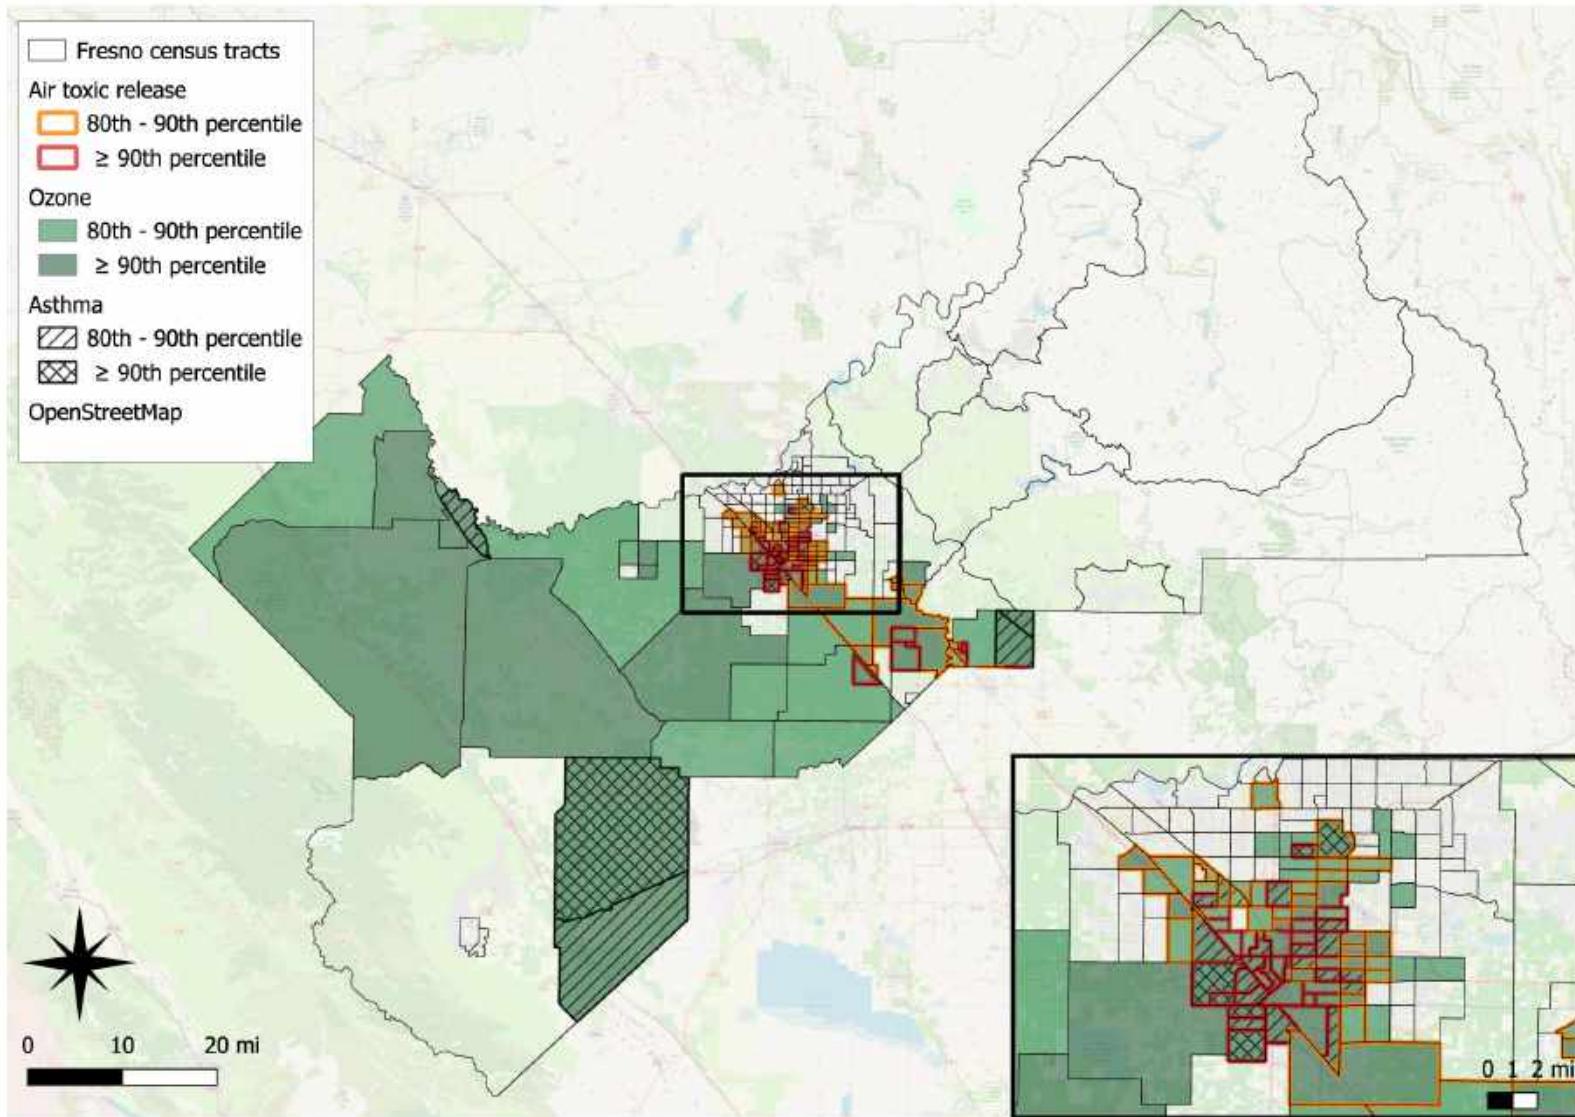 Fresno census tracts
Air toxic release
80th - 90th percentile
≥ 90th percentile
Ozone
80th - 90th percentile
≥ 90th percentile
Asthma
80th - 90th percentile
≥ 90th percentile
OpenStreetMap
0 10 20 mi
0 1 2 mi